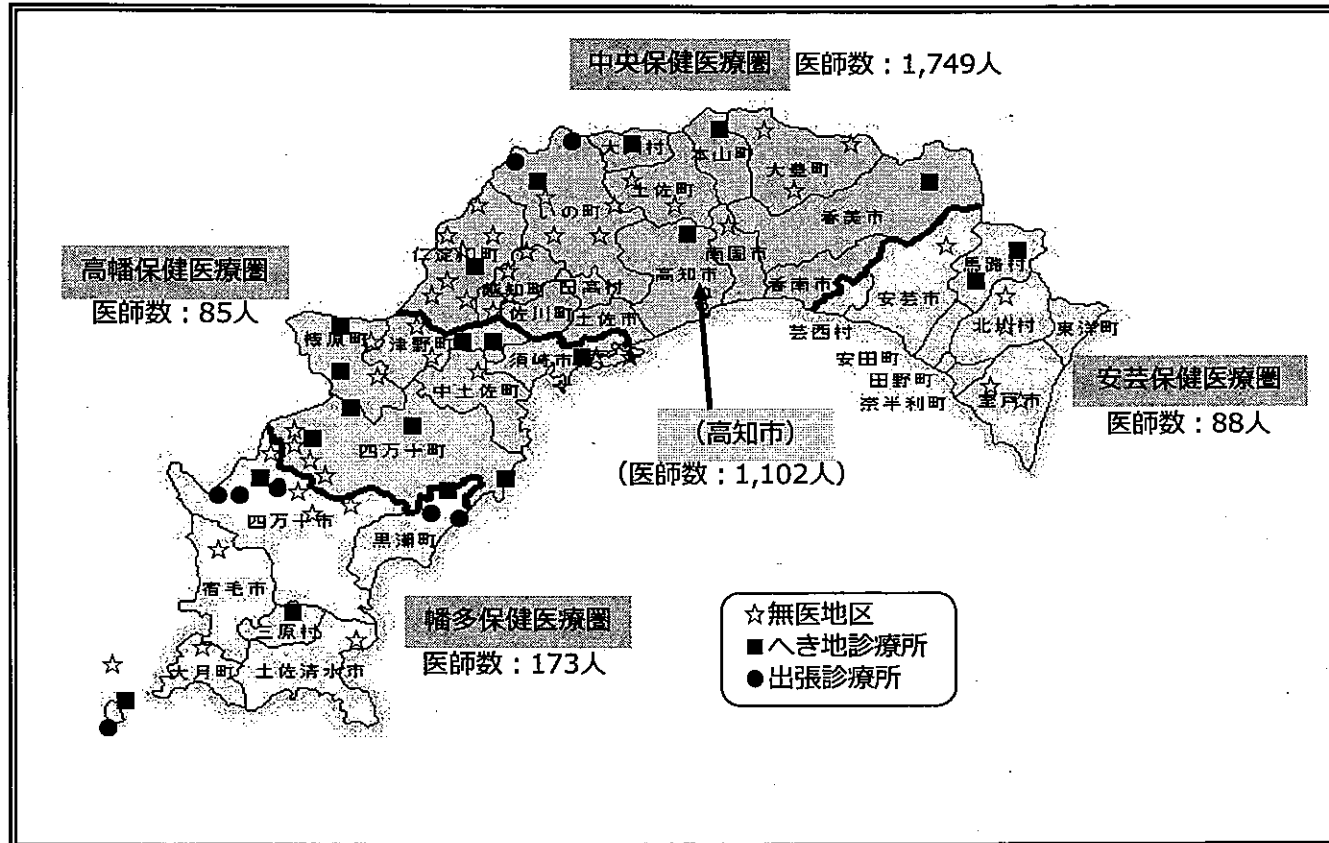 中央保健医療圏 医師数：1,749人
本山町
大豊町
土佐町
いの町
香美市
仁淀川町
南国市
高知市
馬路村
高幡保健医療圏
医師数：85人
越知町
日高村
香南市
安芸市
佐川町
土佐市
北川村
東洋町
芸西村
梼原町
津野町
須崎市
安田町
中土佐町
田野町
安芸保健医療圏
奈半利町
室戸市
医師数：88人
（高知市）
四万十町
（医師数：1,102人）
四万十市
黒潮町
宿毛市
☆無医地区
幡多保健医療圏
三原村
■へき地診療所
医師数：173人
大月町
土佐清水市
●出張診療所